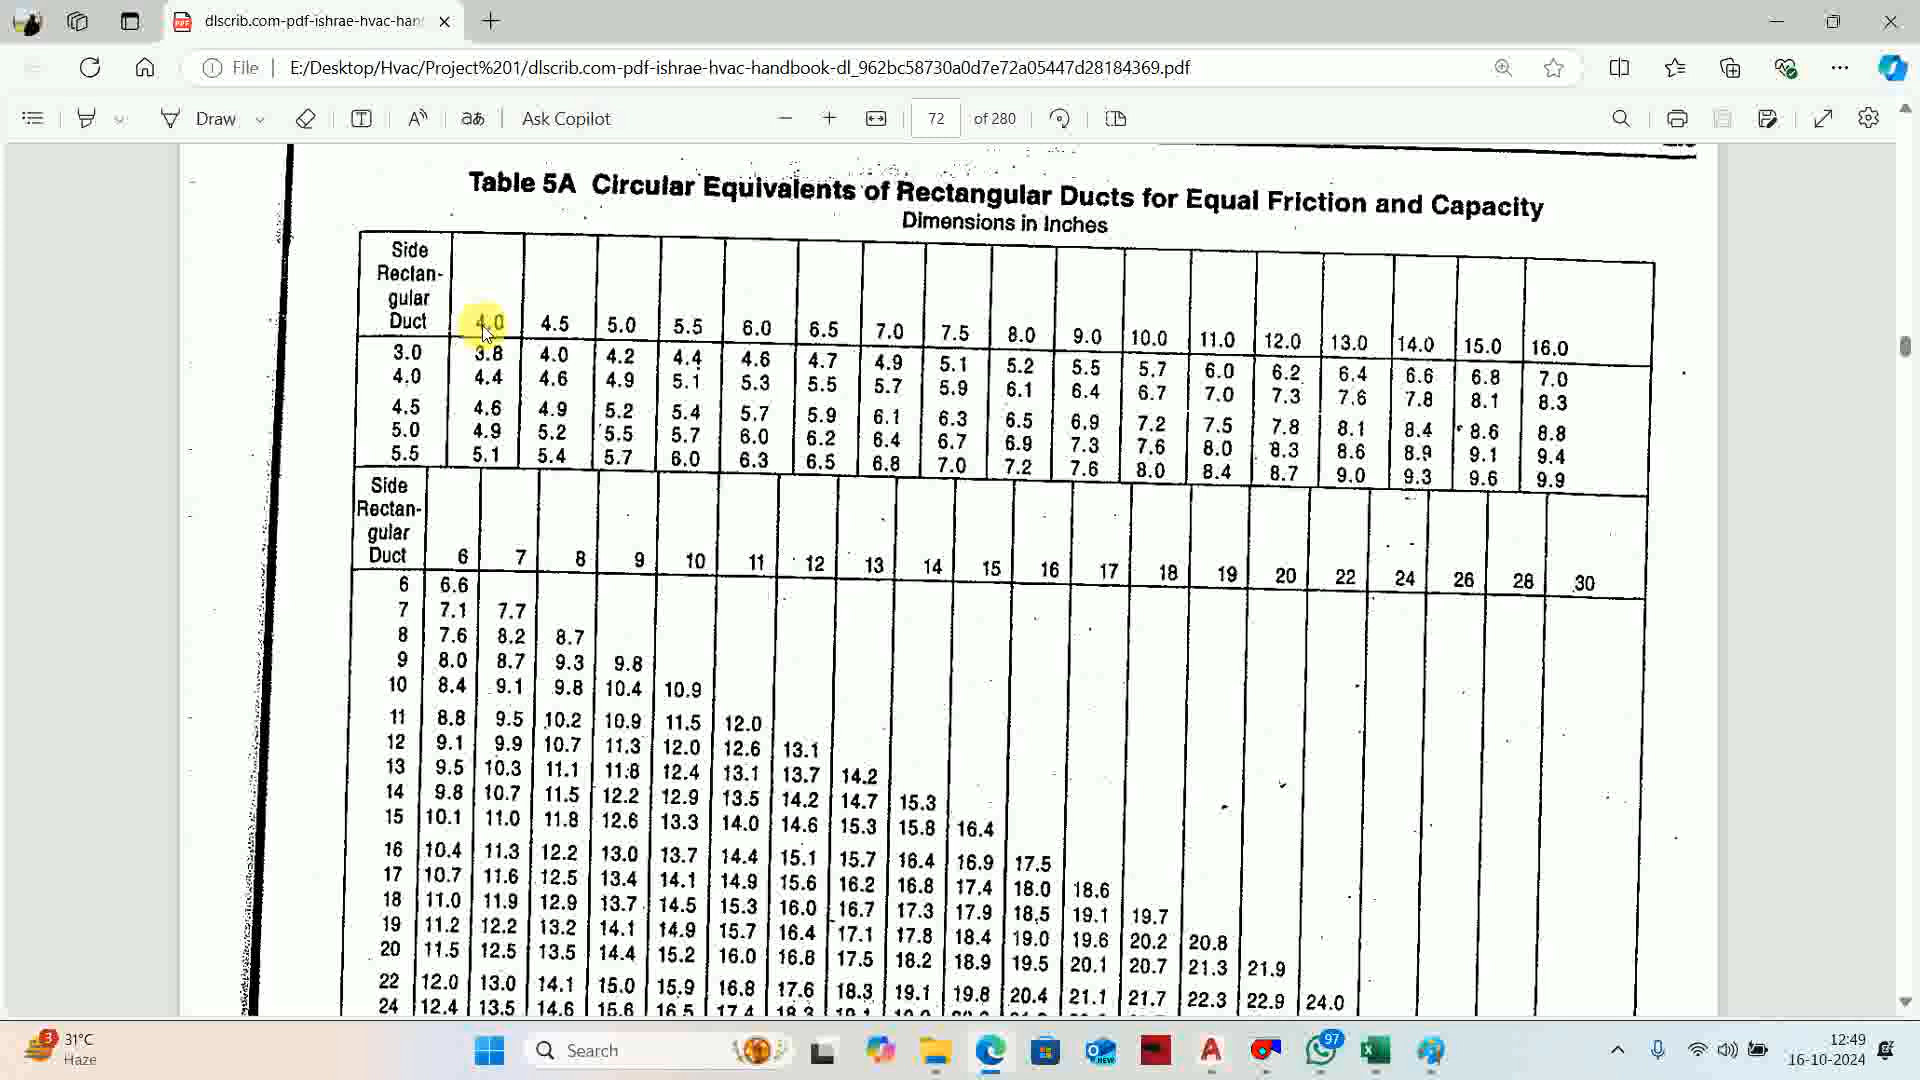 dlscrib.com-pdf-ishrae-hvac-han
File E:/Desktop/Hvac/Project%201/dlscrib.com-pdf-ishrae-hvac-handbook-dl_962bc58730a0d7e72a05447d28184369.pdf
Draw Ask Copilot 72 of 280
Table 5A Circular Equivalents of Rectangular Ducts for Equal Friction and Capacity
Dimensions in Inches
Side
Rectan-
gular
Duct 4.0 4.5 5.0 5.5 6.0 6.5 7.0 7.5 8.0 9.0 10.0 11.0 12.0 13.0 14.0 15.0 16.0
3.0 3.8 4.0 4.2 4.4 4.6 4.7 4.9 5.1 5.2 5.5 5.7 6.0 6.2 6.4 6.6 6.8 7.0
4.0 4.4 4.6 4.9 5.1 5.3 5.5 5.7 5.9 6.1 6.4 6.7 7.0 7.3 7.6 7.8 8.1 8.3
4.5 4.6 4.9 5.2 5.4 5.7 5.9 6.1 6.3 6.5 6.9 7.2 7.5 7.8 8.1 8.4 8.6 8.8
5.0 4.9 5.2 5.5 5.7 6.0 6.2 6.4 6.7 6.9 7.3 7.6 8.0 8.3 8.6 8.9 9.1 9.4
5.5 5.1 5.4 5.7 6.0 6.3 6.5 6.8 7.0 7.2 7.6 8.0 8.4 8.7 9.0 9.3 9.6 9.9
Side
Rectan-
gular
Duct 6 7 8 9 10 11 12 13 14 15 16 17 18 19 20 22 24 26 28 30
6 6.6
7 7.1 7.7
8 7.6 8.2 8.7
9 8.0 8.7 9.3 9.8
10 8.4 9.1 9.8 10.4 10.9
11 8.8 9.5 10.2 10.9 11.5 12.0
12 9.1 9.9 10.7 11.3 12.0 12.6 13.1
13 9.5 10.3 11.1 11.8 12.4 13.1 13.7 14.2
14 9.8 10.7 11.5 12.2 12.9 13.5 14.2 14.7 15.3
15 10.1 11.0 11.8 12.6 13.3 14.0 14.6 15.3 15.8 16.4
16 10.4 11.3 12.2 13.0 13.7 14.4 15.1 15.7 16.4 16.9 17.5
17 10.7 11.6 12.5 13.4 14.1 14.9 15.6 16.2 16.8 17.4 18.0 18.6
18 11.0 11.9 12.9 13.7 14.5 15.3 16.0 16.7 17.3 17.9 18.5 19.1 19.7
19 11.2 12.2 13.2 14.1 14.9 15.7 16.4 17.1 17.8 18.4 19.0 19.6 20.2 20.8
20 11.5 12.5 13.5 14.4 15.2 16.0 16.8 17.5 18.2 18.9 19.5 20.1 20.7 21.3 21.9
22 12.0 13.0 14.1 15.0 15.9 16.8 17.6 18.3 19.1 19.8 20.4 21.1 21.7 22.3 22.9 24.0
24 12.4 13.5 14.6 15.6 16.5 17.4 18.3
3 31°C
Haze
Search
NEW
97
12:49
16-10-2024